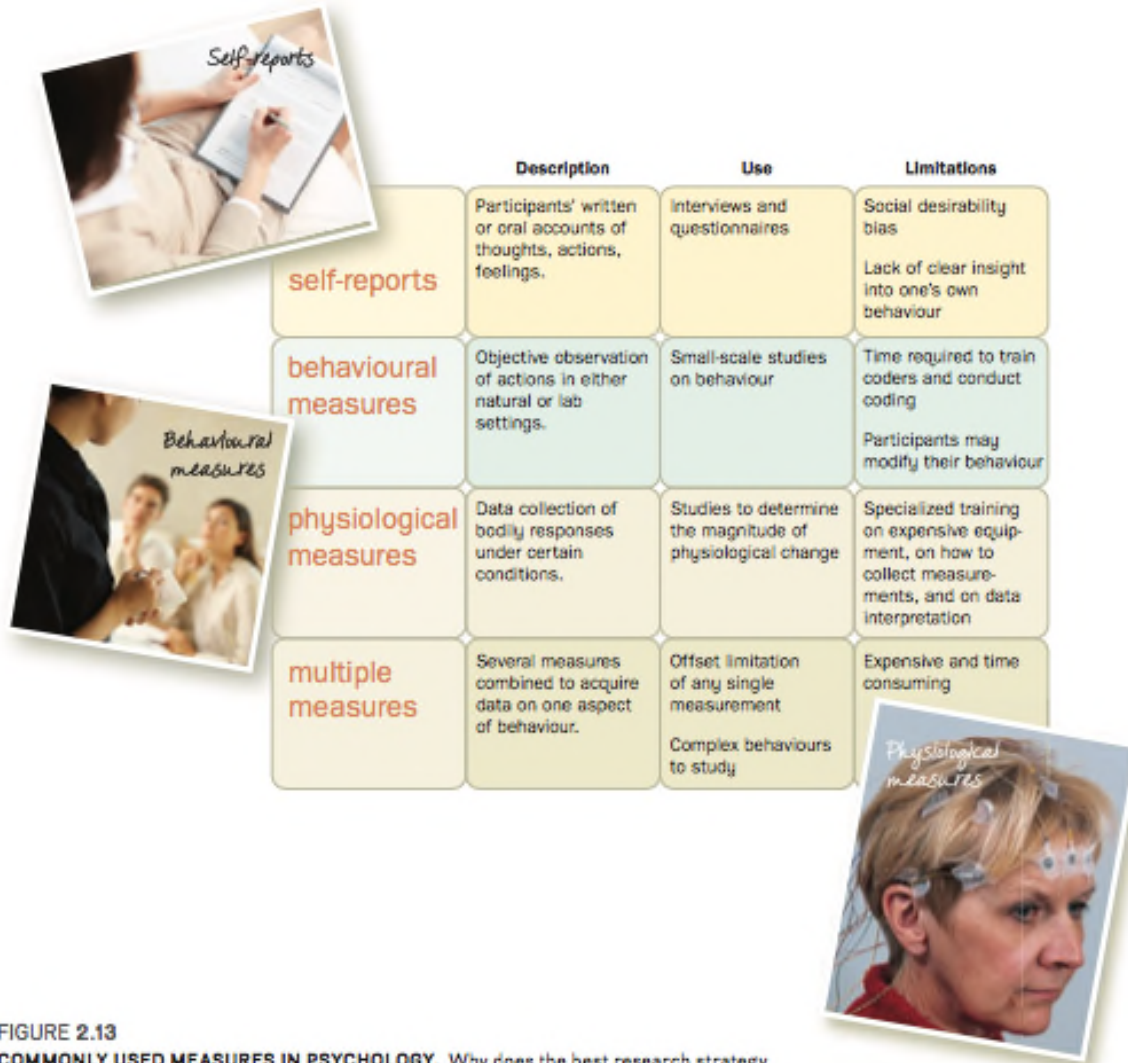 Self-reports
Description
Use
Limitations
self-reports
Participants' written
or oral accounts of
thoughts, actions,
feelings.
Interviews and
questionnaires
Social desirability
bias
Lack of clear insight
into one's own
behaviour
Behavioural
measures
behavioural
measures
Objective observation
of actions in either
natural or lab
settings.
Small-scale studies
on behaviour
Time required to train
coders and conduct
coding
Participants may
modify their behaviour
physiological
measures
Data collection of
bodily responses
under certain
conditions.
Studies to determine
the magnitude of
physiological change
Specialized training
on expensive equip-
ment, on how to
collect measure-
ments, and on data
interpretation
multiple
measures
Several measures
combined to acquire
data on one aspect
of behaviour.
Offset limitation
of any single
measurement
Complex behaviours
to study
Expensive and time
consuming
Physiological
measures
FIGURE 2.13
COMMONLY USED MEASURES IN PSYCHOLOGY Why does the best research strategy